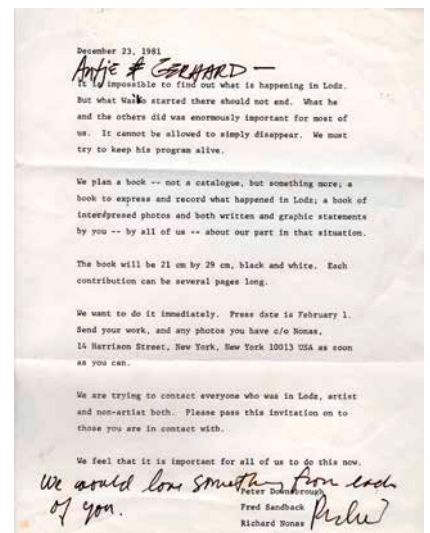 December 23, 1981
Antje & GERHARD —
It is impossible to find out what is happening in Lodz.
But what Wasko started there should not end. What he
and the others did was enormously important for most of
us. It cannot be allowed to simply disappear. We must
try to keep his program alive.
We plan a book -- not a catalogue, but something more; a
book to express and record what happened in Lodz; a book of
interdpresed photos and both written and graphic statements
by you -- by all of us -- about our part in that situation.
The book will be 21 cm by 29 cm, black and white. Each
contribution can be several pages long.
We want to do it immediately. Press date is February 1.
Send your work, and any photos you have c/o Nonas,
14 Harrison Street, New York, New York 10013 USA as soon
as you can.
We are trying to contact everyone who was in Lodz, artist
and non-artist both. Please pass this invitation on to
those you are in contact with.
We feel that it is important for all of us to do this now.
We would love something from each
of you.
Peter Downsbrough
Fred Sandback
Richard Nonas
Richard